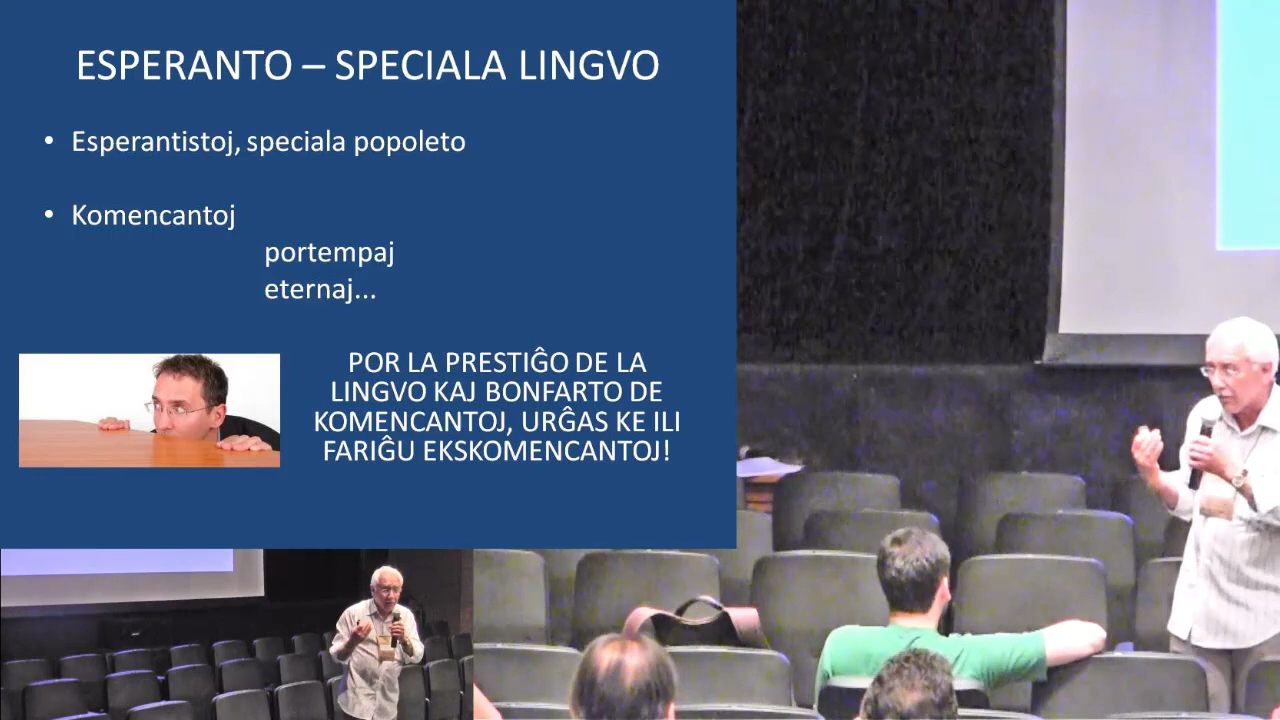 ESPERANTO – SPECIALA LINGVO
• Esperantistoj, speciala popoleto
• Komencantoj
portempaj
eternaj...
POR LA PRESTIĜO DE LA
LINGVO KAJ BONFARTO DE
KOMENCANTOJ, URĜAS KE ILI
FARIĜU EKSKOMENCANTOJ!